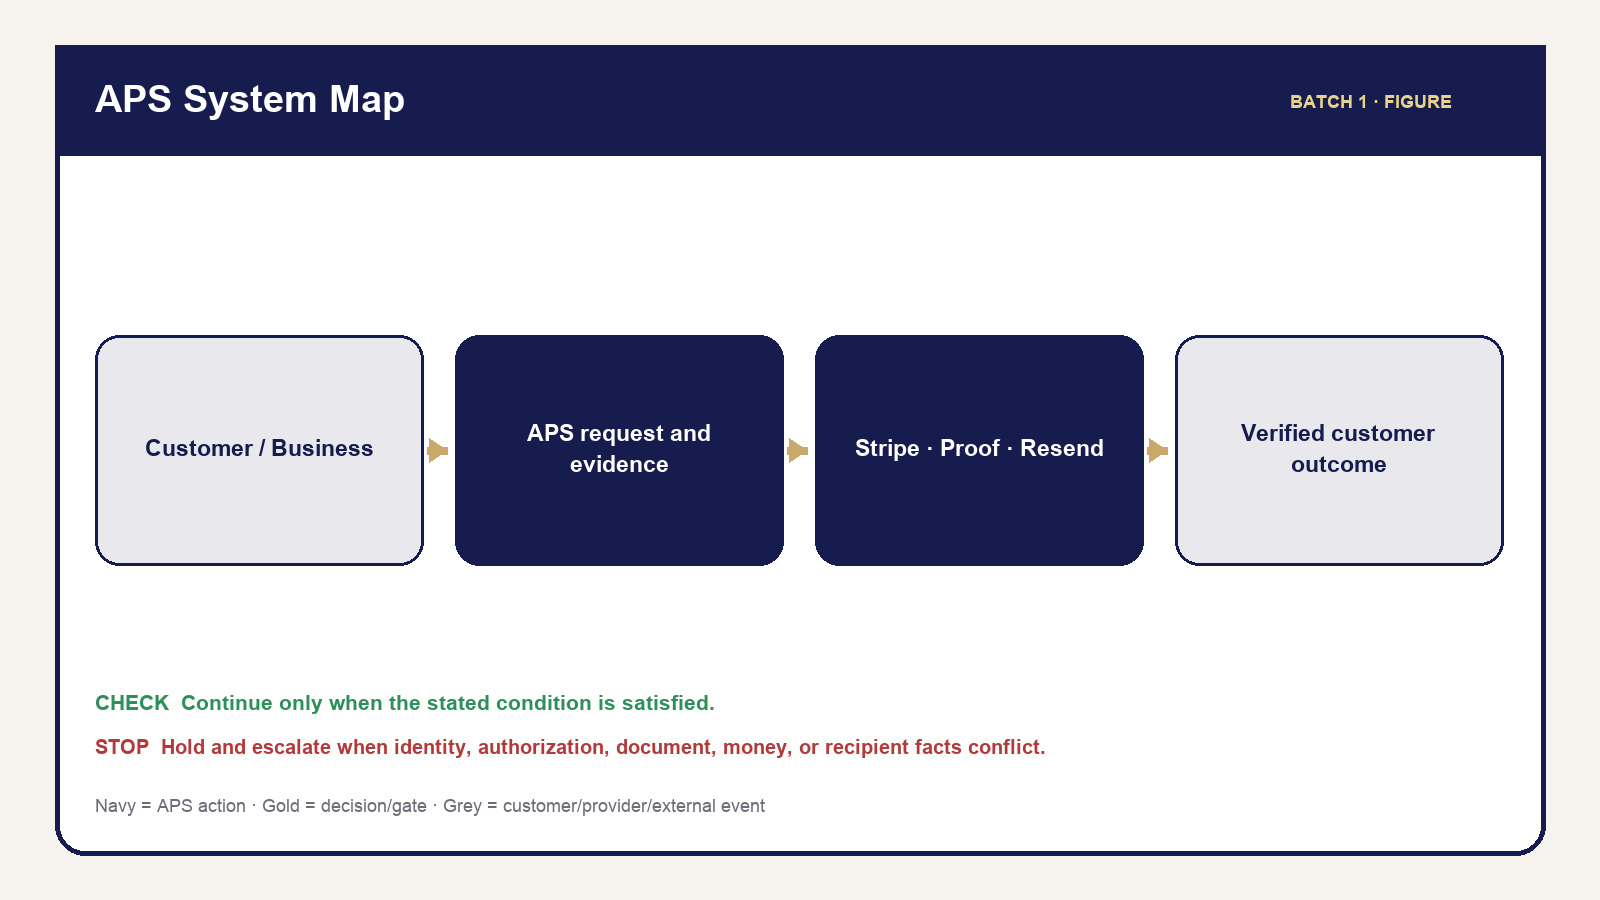 APS System Map
BATCH 1 · FIGURE
Customer / Business
APS request and
evidence
Stripe · Proof · Resend
Verified customer
outcome
CHECK  Continue only when the stated condition is satisfied.
STOP  Hold and escalate when identity, authorization, document, money, or recipient facts conflict.
Navy = APS action · Gold = decision/gate · Grey = customer/provider/external event